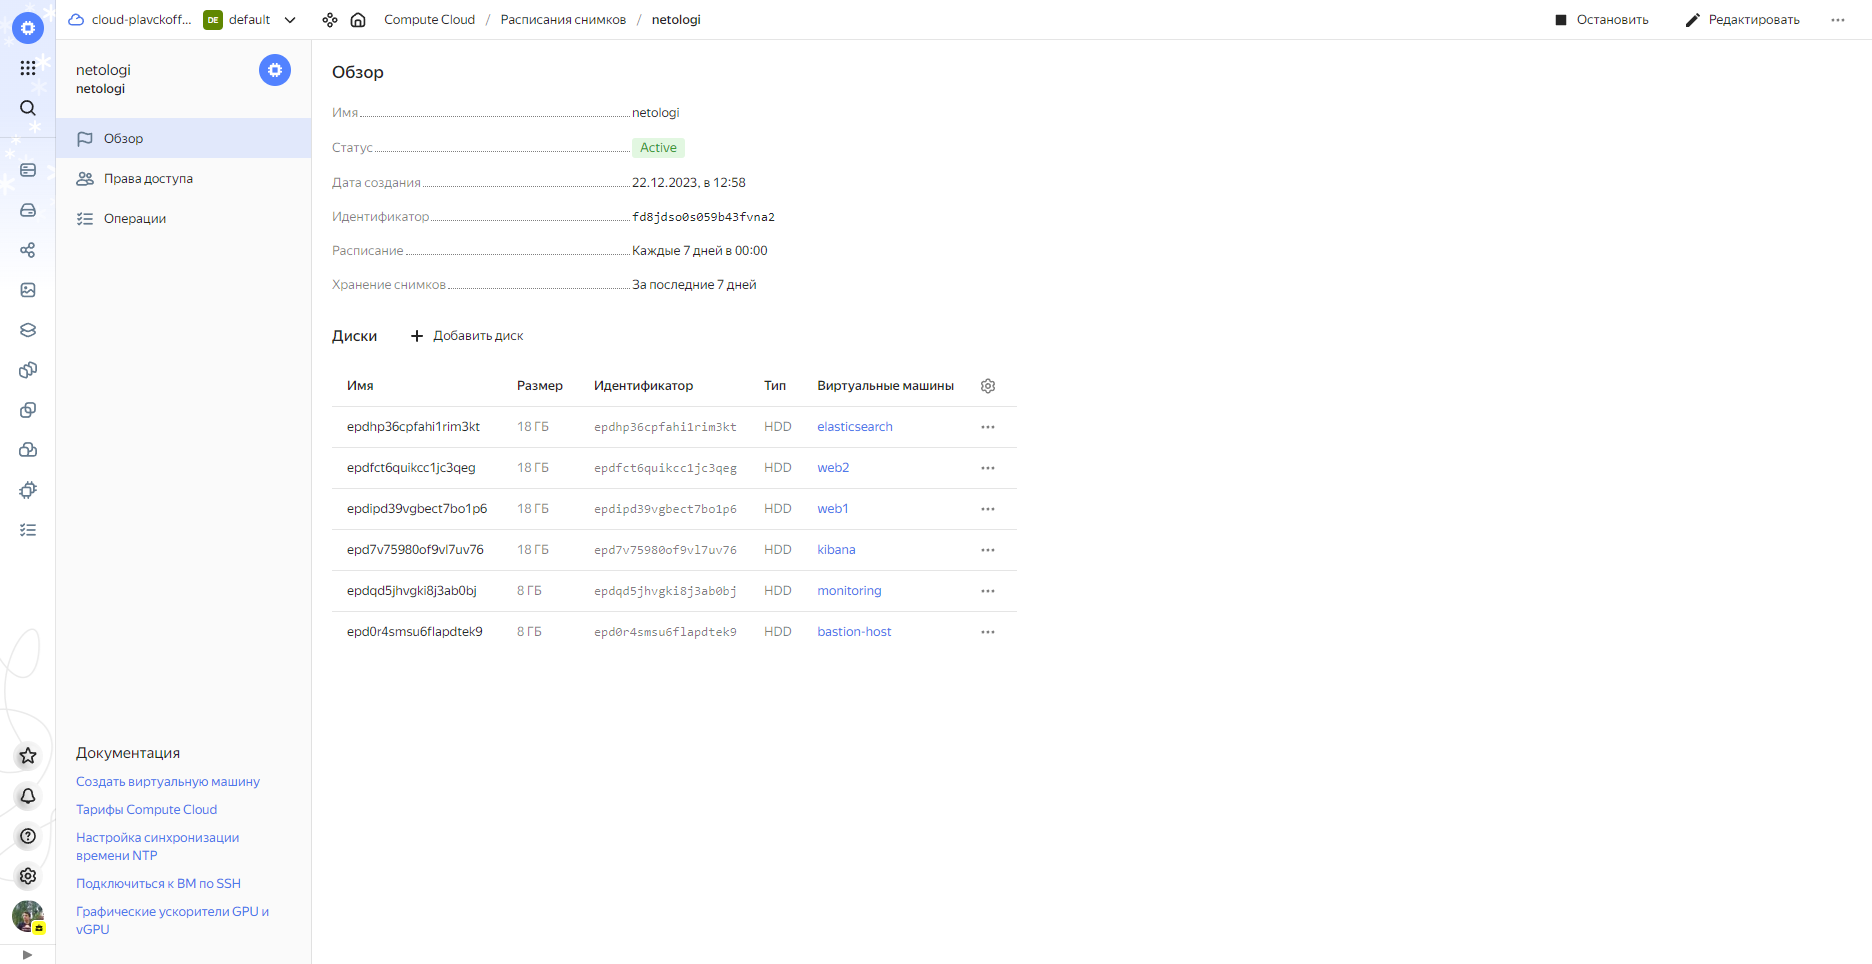 cloud-plavckoff...
DE
default
Compute Cloud / Расписания снимков / netologi
Остановить
Редактировать
netologi
netologi
Обзор
Права доступа
Операции
Документация
Создать виртуальную машину
Тарифы Compute Cloud
Настройка синхронизации
времени NTP
Подключиться к ВМ по SSH
Графические ускорители GPU и
vGPU
Обзор
Имя netologi
Статус Active
Дата создания 22.12.2023, в 12:58
Идентификатор fd8jdso0s059b43fvna2
Расписание Каждые 7 дней в 00:00
Хранение снимков За последние 7 дней
Диски + Добавить диск
Имя Размер Идентификатор Тип Виртуальные машины
epdhp36cpfahi1rim3kt 18 ГБ epdhp36cpfahi1rim3kt HDD elasticsearch
epdfct6quikcc1jc3qeg 18 ГБ epdfct6quikcc1jc3qeg HDD web2
epdipd39vgbect7bo1p6 18 ГБ epdipd39vgbect7bo1p6 HDD web1
epd7v75980of9vl7uv76 18 ГБ epd7v75980of9vl7uv76 HDD kibana
epdqd5jhvgki8j3ab0bj 8 ГБ epdqd5jhvgki8j3ab0bj HDD monitoring
epd0r4smsu6flapdtek9 8 ГБ epd0r4smsu6flapdtek9 HDD bastion-host